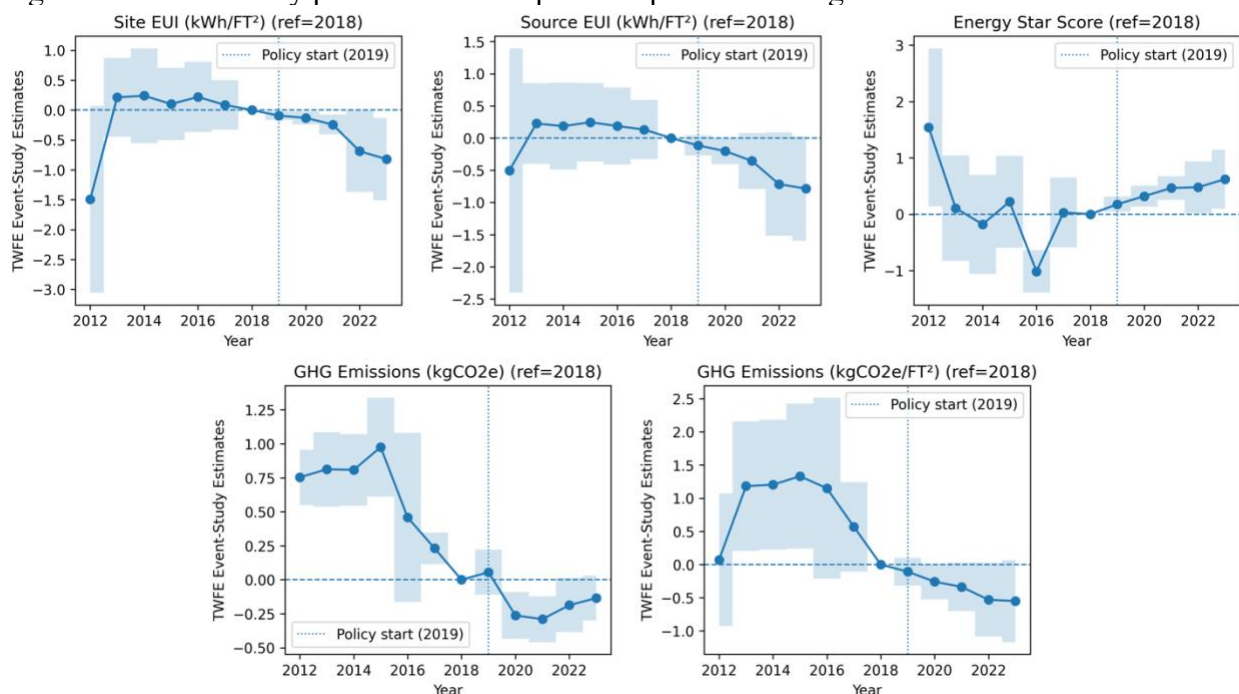 Site EUI (kWh/FT²) (ref=2018)
Source EUI (kWh/FT²) (ref=2018)
Energy Star Score (ref=2018)
TWFE Event-Study Estimates
1.0
0.5
0.0
−0.5
−1.0
−1.5
−2.0
−2.5
−3.0
Policy start (2019)
2012 2014 2016 2018 2020 2022
Year
TWFE Event-Study Estimates
1.5
1.0
0.5
0.0
−0.5
−1.0
−1.5
−2.0
−2.5
Policy start (2019)
2012 2014 2016 2018 2020 2022
Year
TWFE Event-Study Estimates
3
2
1
0
−1
Policy start (2019)
2012 2014 2016 2018 2020 2022
Year
GHG Emissions (kgCO2e) (ref=2018)
GHG Emissions (kgCO2e/FT²) (ref=2018)
TWFE Event-Study Estimates
1.25
1.00
0.75
0.50
0.25
0.00
−0.25
−0.50
Policy start (2019)
2012 2014 2016 2018 2020 2022
Year
TWFE Event-Study Estimates
2.5
2.0
1.5
1.0
0.5
0.0
−0.5
−1.0
Policy start (2019)
2012 2014 2016 2018 2020 2022
Year